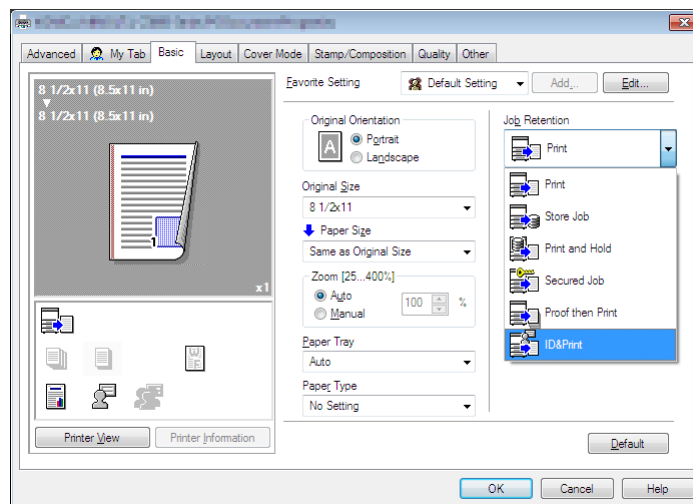 Advanced
My Tab
Basic
Layout
Cover Mode
Stamp/Composition
Quality
Other
8 1/2x11 (8.5x11 in)
8 1/2x11 (8.5x11 in)
1
x1
Printer View
Printer Information
Favorite Setting
Default Setting
Add...
Edit...
Original Orientation
A
Portrait
Landscape
Original Size
8 1/2x11
Paper Size
Same as Original Size
Zoom [25...400%]
Auto
Manual
100
%
Paper Tray
Auto
Paper Type
No Setting
Job Retention
Print
Print
Store Job
Print and Hold
Secured Job
Proof then Print
ID&Print
Default
OK
Cancel
Help